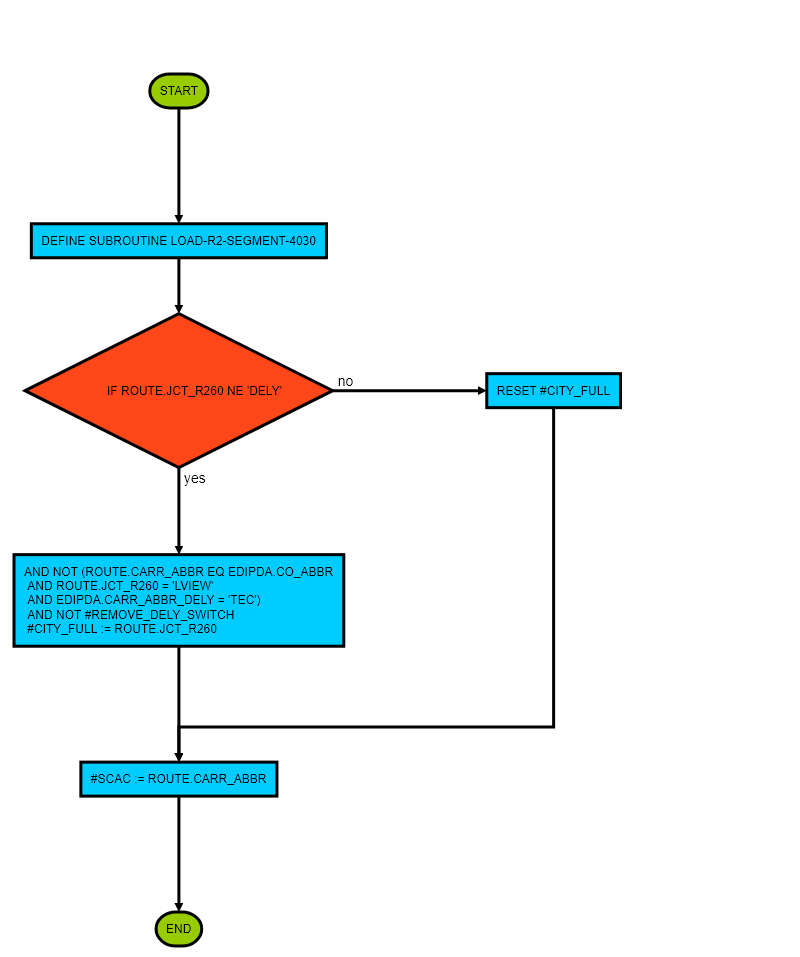 START
DEFINE SUBROUTINE LOAD-R2-SEGMENT-4030
IF ROUTE.JCT_R260 NE 'DELY'
no
RESET #CITY_FULL
yes
AND NOT (ROUTE.CARR_ABBR EQ EDIPDA.CO_ABBR
AND ROUTE.JCT_R260 = 'LVIEW'
AND EDIPDA.CARR_ABBR_DELY = 'TEC')
AND NOT #REMOVE_DELY_SWITCH
#CITY_FULL := ROUTE.JCT_R260
#SCAC := ROUTE.CARR_ABBR
END